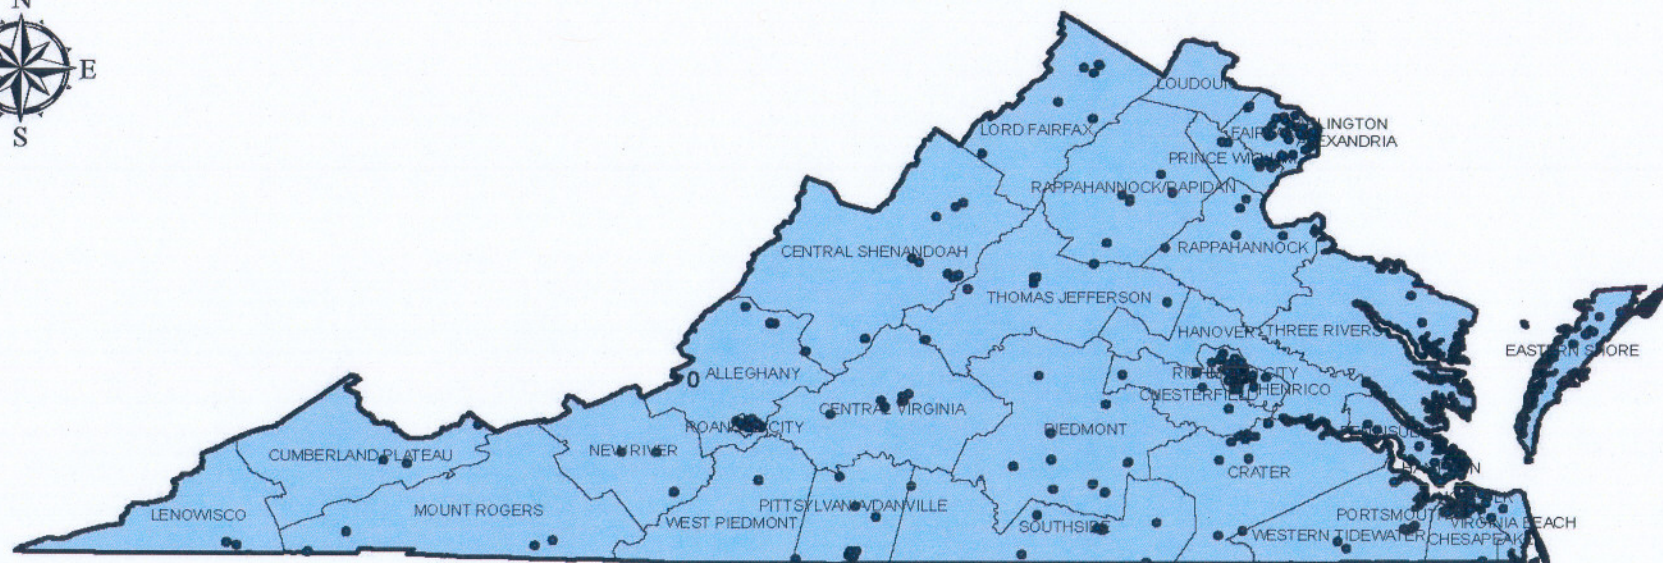 N
E
S
LOUDOUN
LORD FAIRFAX
ARLINGTON
ALEXANDRIA
PRINCE WILLIAM
RAPPAHANNOCK/RAPIDAN
CENTRAL SHENANDOAH
RAPPAHANNOCK
THOMAS JEFFERSON
HANOVER
THREE RIVERS
EASTERN SHORE
0
ALLEGHANY
RICHMOND CITY
CHESTERFIELD
HENRICO
CENTRAL VIRGINIA
ROANOKE CITY
PIEDMONT
PENINSULA
NEW RIVER
CUMBERLAND PLATEAU
CRATER
LENOWISCO
MOUNT ROGERS
WEST PIEDMONT
PITTSYLVANIA/DANVILLE
SOUTHSIDE
PORTSMOUTH
VIRGINIA BEACH
WESTERN TIDEWATER
CHESAPEAKE